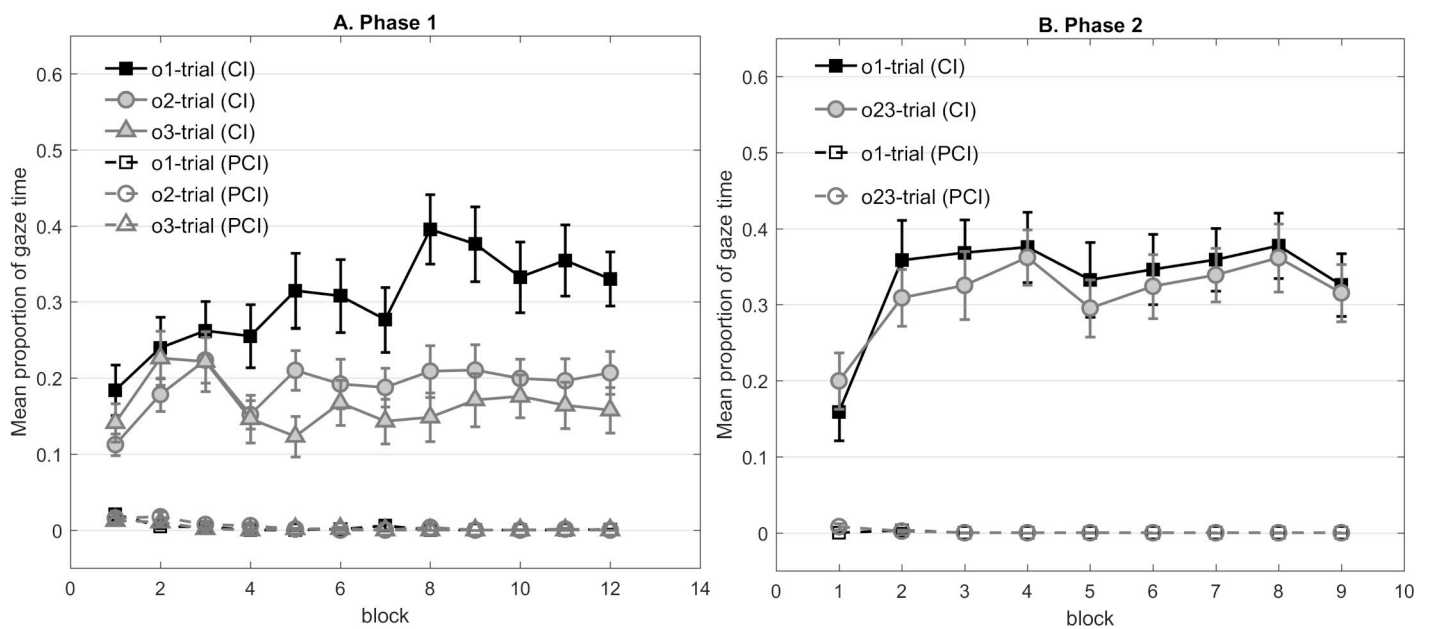 A. Phase 1
Mean proportion of gaze time
0.6
0.5
0.4
0.3
0.2
0.1
0
o1-trial (CI)
o2-trial (CI)
o3-trial (CI)
o1-trial (PCI)
o2-trial (PCI)
o3-trial (PCI)
0 2 4 6 8 10 12 14
block
B. Phase 2
Mean proportion of gaze time
0.6
0.5
0.4
0.3
0.2
0.1
0
o1-trial (CI)
o23-trial (CI)
o1-trial (PCI)
o23-trial (PCI)
0 1 2 3 4 5 6 7 8 9 10
block